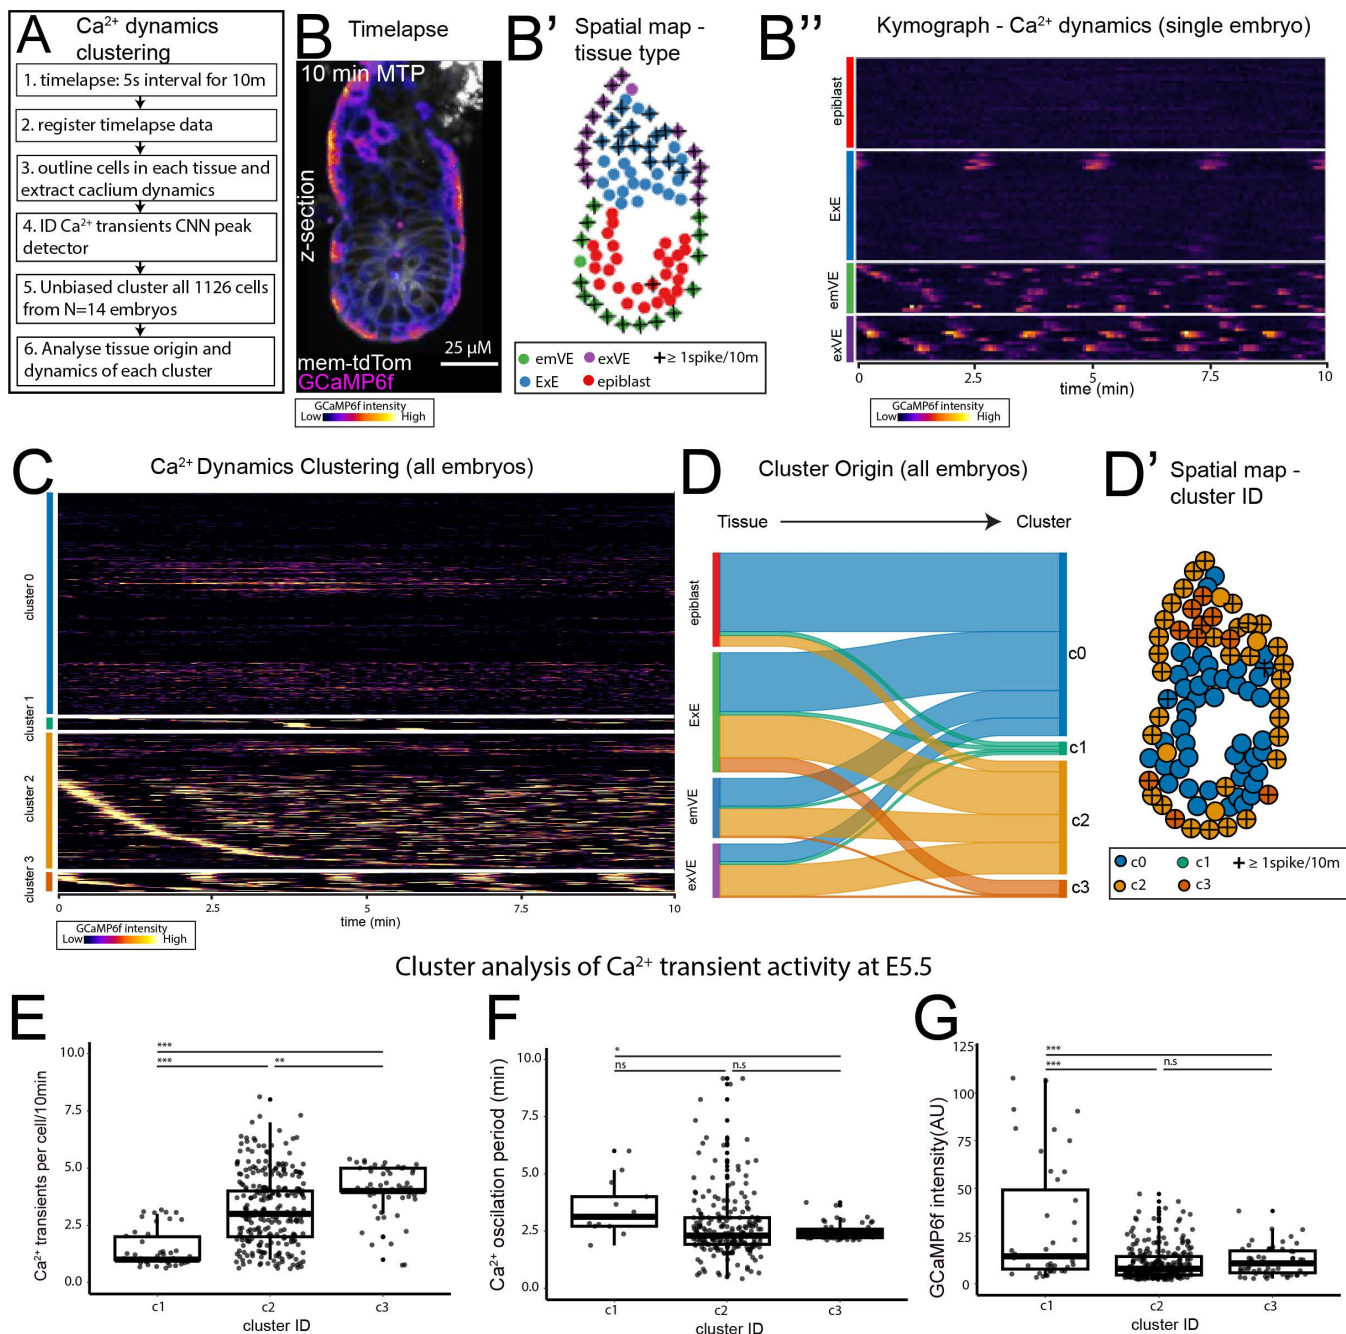 A Ca²⁺ dynamics
clustering
1. timelapse: 5s interval for 10m
2. register timelapse data
3. outline cells in each tissue and
extract caclium dynamics
4. ID Ca²⁺ transients CNN peak
detector
5. Unbiased cluster all 1126 cells
from N=14 embryos
6. Analyse tissue origin and
dynamics of each cluster
B Timelapse
10 min MTP
z-section
mem-tdTom
GCaMP6f
25 µM
GCaMP6f intensity
Low High
B' Spatial map -
tissue type
emVE exVE + ≥ 1spike/10m
ExE epiblast
B'' Kymograph - Ca²⁺ dynamics (single embryo)
epiblast
ExE
emVE
exVE
0 2.5 5 7.5 10
time (min)
GCaMP6f intensity
Low High
C Ca²⁺ Dynamics Clustering (all embryos)
cluster 0
cluster 1
cluster 2
cluster 3
0 2.5 5 7.5 10
time (min)
GCaMP6f intensity
Low High
D Cluster Origin (all embryos)
Tissue Cluster
epiblast
ExE
emVE
exVE
c0
c1
c2
c3
D' Spatial map -
cluster ID
c0 c1 + ≥ 1spike/10m
c2 c3
Cluster analysis of Ca²⁺ transient activity at E5.5
E
Ca²⁺ transients per cell/10min
10.0
7.5
5.0
2.5
0.0
***
*** **
c1 c2 c3
cluster ID
F
Ca²⁺ oscilation period (min)
10.0
7.5
5.0
2.5
0.0
*
ns n.s
c1 c2 c3
cluster ID
G
GCaMP6f intensity(AU)
125
100
75
50
25
0
***
*** n.s
c1 c2 c3
cluster ID